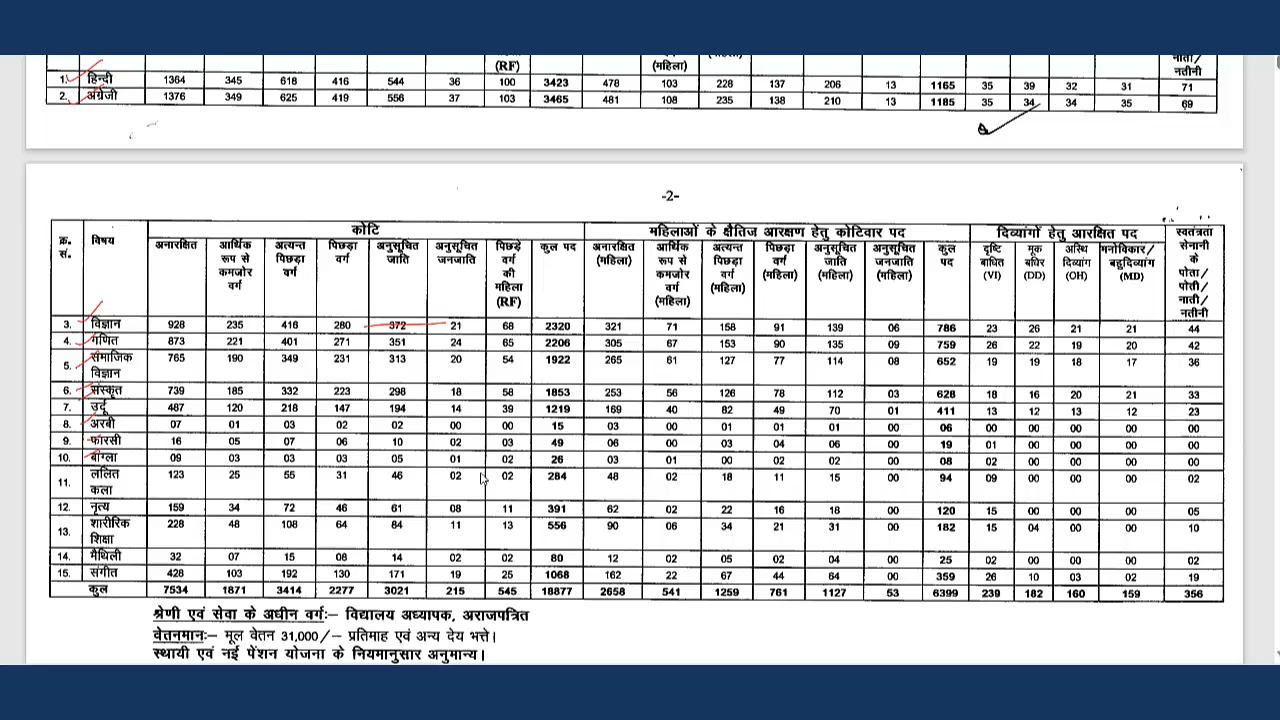 नाती/
(RF) (महिला) नतीनी
1. हिन्दी 1364 345 618 416 544 36 100 3423 478 103 228 137 206 13 1165 35 39 32 31 71
2. अंग्रेजी 1376 349 625 419 556 37 103 3465 481 108 235 138 210 13 1185 35 34 34 35 69
-2-
क्र. सं. विषय कोटि महिलाओं के क्षैतिज आरक्षण हेतु कोटिवार पद दिव्यांगों हेतु आरक्षित पद स्वतंत्रता सेनानी के पोता/ पोती/ नाती/ नतीनी
अनारक्षित आर्थिक रूप से कमजोर वर्ग अत्यन्त पिछड़ा वर्ग पिछड़ा वर्ग अनुसूचित जाति अनुसूचित जनजाति पिछड़े वर्ग की महिला (RF) कुल पद अनारक्षित (महिला) आर्थिक रूप से कमजोर वर्ग (महिला) अत्यन्त पिछड़ा वर्ग (महिला) पिछड़ा वर्ग (महिला) अनुसूचित जाति (महिला) अनुसूचित जनजाति (महिला) कुल पद दृष्टि बाधित (VI) मूक बधिर (DD) अस्थि दिव्यांग (OH) मनोविकार/ बहुदिव्यांग (MD)
3. विज्ञान 928 235 416 280 372 21 68 2320 321 71 158 91 139 06 786 23 26 21 21 44
4. गणित 873 221 401 271 351 24 65 2206 305 67 153 90 135 09 759 26 22 19 20 42
5. समाजिक विज्ञान 765 190 349 231 313 20 54 1922 265 61 127 77 114 08 652 19 19 18 17 36
6. संस्कृत 739 185 332 223 298 18 58 1853 253 56 126 78 112 03 628 18 16 20 21 33
7. उर्दू 487 120 218 147 194 14 39 1219 169 40 82 49 70 01 411 13 12 13 12 23
8. अरबी 07 01 03 02 02 00 00 15 03 00 01 01 01 00 06 00 00 00 00 00
9. फारसी 16 05 07 06 10 02 03 49 06 00 03 04 06 00 19 01 00 00 00 00
10. बांग्ला 09 03 03 03 05 01 02 26 03 01 00 02 02 00 08 02 00 00 00 00
11. ललित कला 123 25 55 31 46 02 02 284 48 02 18 11 15 00 94 09 00 00 00 02
12. नृत्य 159 34 72 46 61 08 11 391 62 02 22 16 18 00 120 15 00 00 00 05
13. शारीरिक शिक्षा 228 48 108 64 84 11 13 556 90 06 34 21 31 00 182 15 04 00 00 10
14. मैथिली 32 07 15 08 14 02 02 80 12 02 05 02 04 00 25 02 00 00 00 02
15. संगीत 428 103 192 130 171 19 25 1068 162 22 67 44 64 00 359 26 10 03 02 19
कुल 7534 1871 3414 2277 3021 215 545 18877 2658 541 1259 761 1127 53 6399 239 182 160 159 356
श्रेणी एवं सेवा के अधीन वर्गः– विद्यालय अध्यापक, अराजपत्रित
वेतनमानः– मूल वेतन 31,000/– प्रतिमाह एवं अन्य देय भत्ते।
स्थायी एवं नई पेंशन योजना के नियमानुसार अनुमान्य।